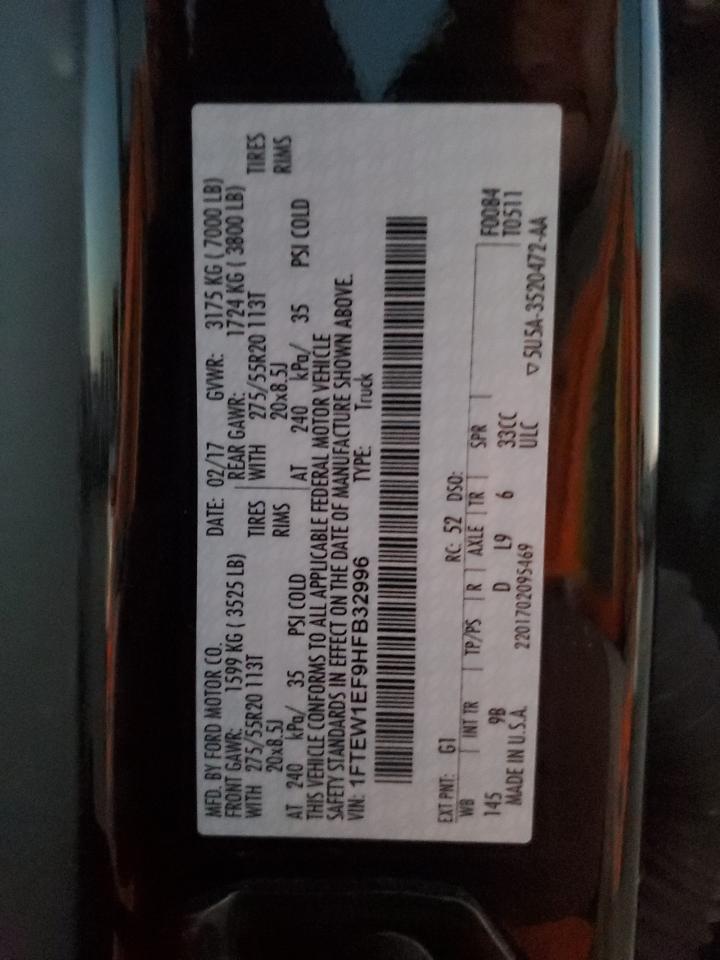 MFD. BY FORD MOTOR CO. DATE: 02/17 GVWR: 3175 KG ( 7000 LB)
FRONT GAWR: 1599 KG ( 3525 LB) REAR GAWR: 1724 KG ( 3800 LB)
WITH 275/55R20 113T TIRES WITH 275/55R20 113T TIRES
20x8.5J RIMS 20x8.5J RIMS
AT 240 kPa/ 35 PSI COLD AT 240 kPa/ 35 PSI COLD
THIS VEHICLE CONFORMS TO ALL APPLICABLE FEDERAL MOTOR VEHICLE
SAFETY STANDARDS IN EFFECT ON THE DATE OF MANUFACTURE SHOWN ABOVE.
VIN: 1FTEW1EF9HFB32996 TYPE: Truck
EXT PNT: G1 RC: 52 DSO:
WB INT TR TP/PS R AXLE TR SPR F0084
145 9B D L9 6 33CC T0511
MADE IN U.S.A. 2201702095469 ULC ▽5U5A-3520472-AA